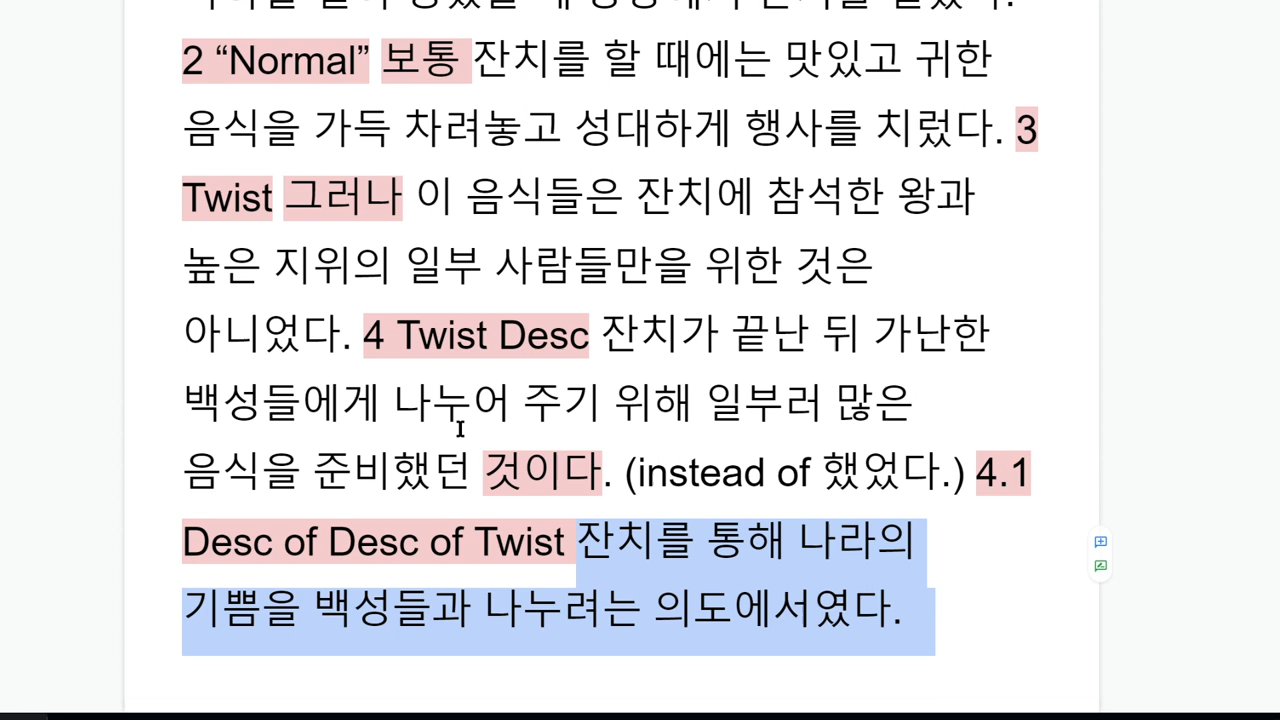 2 “Normal” 보통 잔치를 할 때에는 맛있고 귀한
음식을 가득 차려놓고 성대하게 행사를 치렀다. 3
Twist 그러나 이 음식들은 잔치에 참석한 왕과
높은 지위의 일부 사람들만을 위한 것은
아니었다. 4 Twist Desc 잔치가 끝난 뒤 가난한
백성들에게 나누어 주기 위해 일부러 많은
음식을 준비했던 것이다. (instead of 했었다.) 4.1
Desc of Desc of Twist 잔치를 통해 나라의
기쁨을 백성들과 나누려는 의도에서였다.